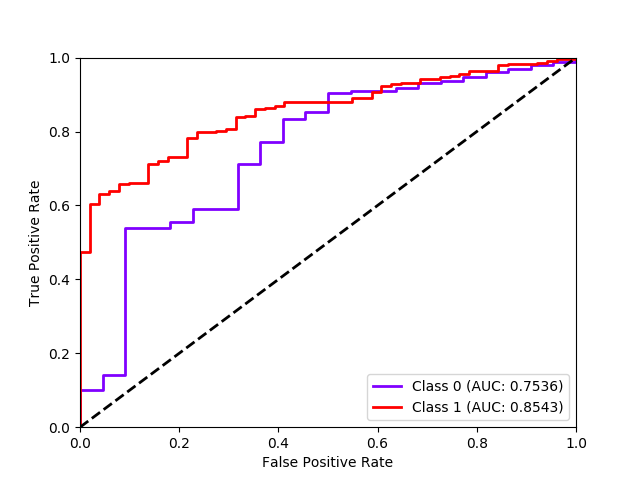 1.0
0.8
0.6
0.4
0.2
0.0
True Positive Rate
Class 0 (AUC: 0.7536)
Class 1 (AUC: 0.8543)
0.0 0.2 0.4 0.6 0.8 1.0
False Positive Rate